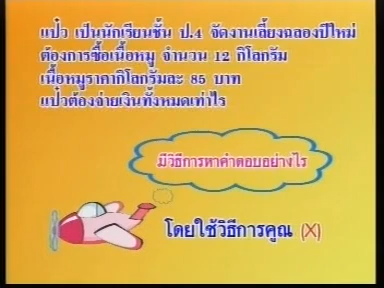 แป๋ว เป็นนักเรียนชั้น ป.4 จัดงานเลี้ยงฉลองปีใหม่
ต้องการซื้อเนื้อหมู จำนวน 12 กิโลกรัม
เนื้อหมูราคากิโลกรัมละ 85 บาท
แป๋วต้องจ่ายเงินทั้งหมดเท่าไร
มีวิธีการหาคำตอบอย่างไร
โดยใช้วิธีการคูณ (X)